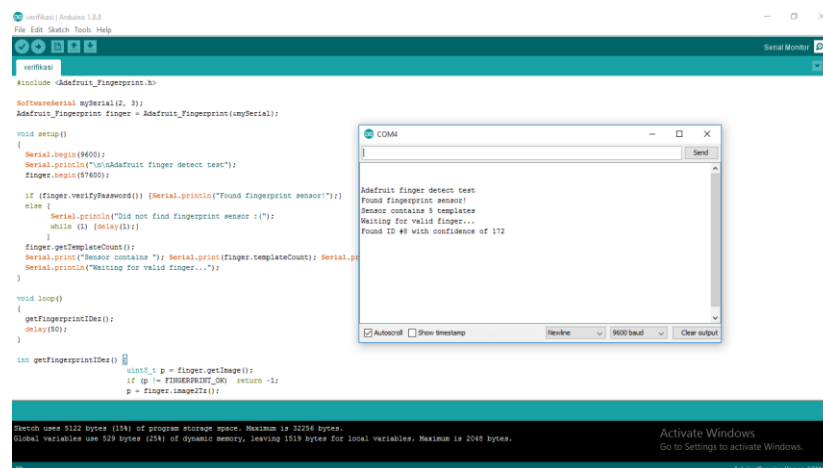 verifikasi | Arduino 1.8.8
File Edit Sketch Tools Help
Serial Monitor
verifikasi
#include <Adafruit_Fingerprint.h>
SoftwareSerial mySerial(2, 3);
Adafruit_Fingerprint finger = Adafruit_Fingerprint(&mySerial);
void setup()
{
Serial.begin(9600);
Serial.println("\n\nAdafruit finger detect test");
finger.begin(57600);
if (finger.verifyPassword()) {Serial.println("Found fingerprint sensor!");}
else {
Serial.println("Did not find fingerprint sensor :(");
while (1) {delay(1);}
}
finger.getTemplateCount();
Serial.print("Sensor contains "); Serial.print(finger.templateCount); Serial.pr
Serial.println("Waiting for valid finger...");
}
void loop()
{
getFingerprintIDez();
delay(50);
}
int getFingerprintIDez() {
uint8_t p = finger.getImage();
if (p != FINGERPRINT_OK) return -1;
p = finger.image2Tz();
COM4
Send
Adafruit finger detect test
Found fingerprint sensor!
Sensor contains 5 templates
Waiting for valid finger...
Found ID #8 with confidence of 172
Autoscroll Show timestamp Newline 9600 baud Clear output
Sketch uses 5122 bytes (15%) of program storage space. Maximum is 32256 bytes.
Global variables use 529 bytes (25%) of dynamic memory, leaving 1519 bytes for local variables. Maximum is 2048 bytes.
Activate Windows
Go to Settings to activate Windows.